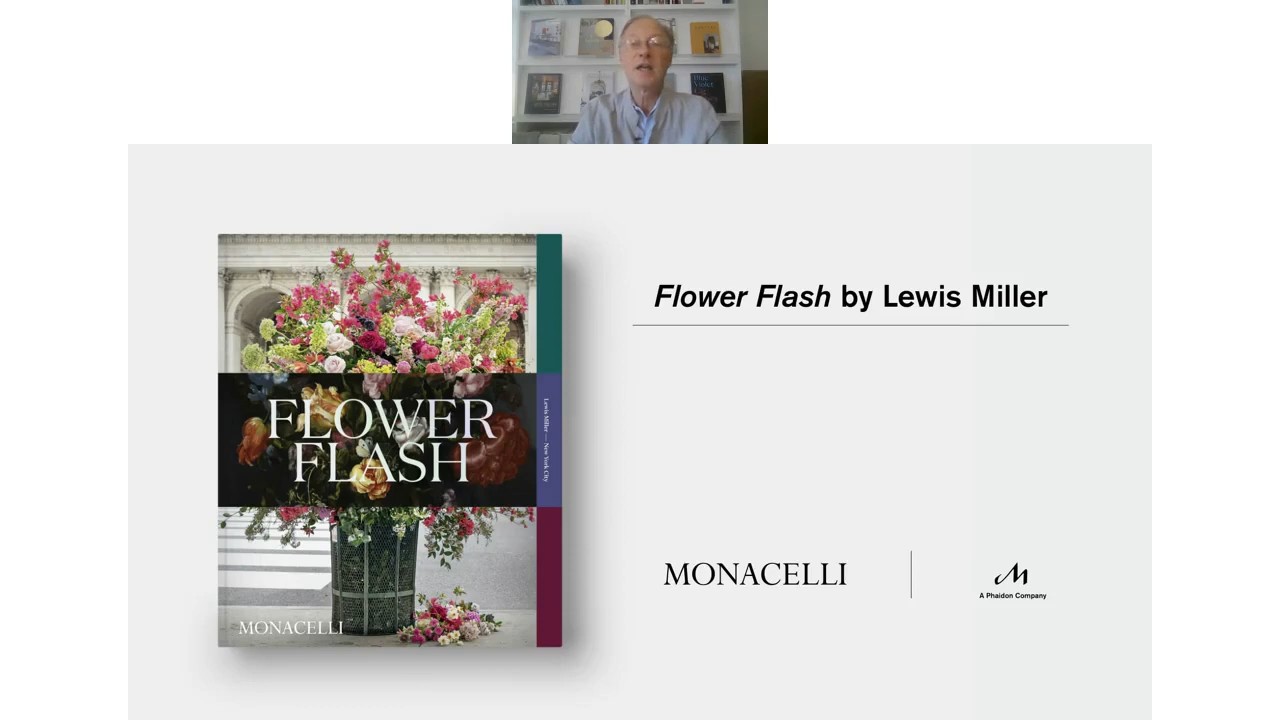 FLOWER
FLASH
Lewis Miller — New York City
MONACELLI
Flower Flash by Lewis Miller
MONACELLI
A Phaidon Company